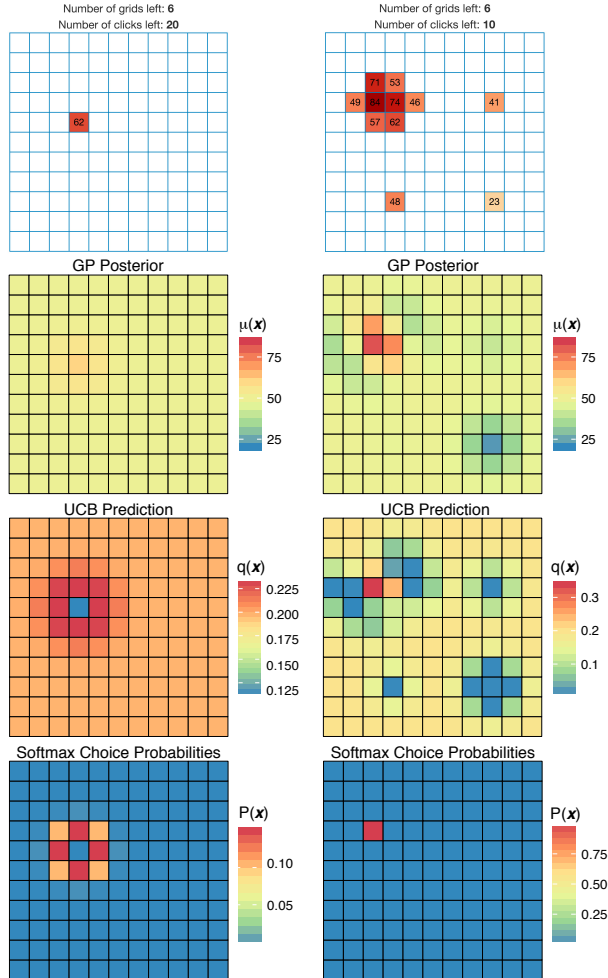 Number of grids left: 6
Number of clicks left: 20
62
Number of grids left: 6
Number of clicks left: 10
71 53
49 84 74 46 41
57 62
48 23
GP Posterior
μ(x)
75
50
25
GP Posterior
μ(x)
75
50
25
UCB Prediction
q(x)
0.225
0.200
0.175
0.150
0.125
UCB Prediction
q(x)
0.3
0.2
0.1
Softmax Choice Probabilities
P(x)
0.10
0.05
Softmax Choice Probabilities
P(x)
0.75
0.50
0.25